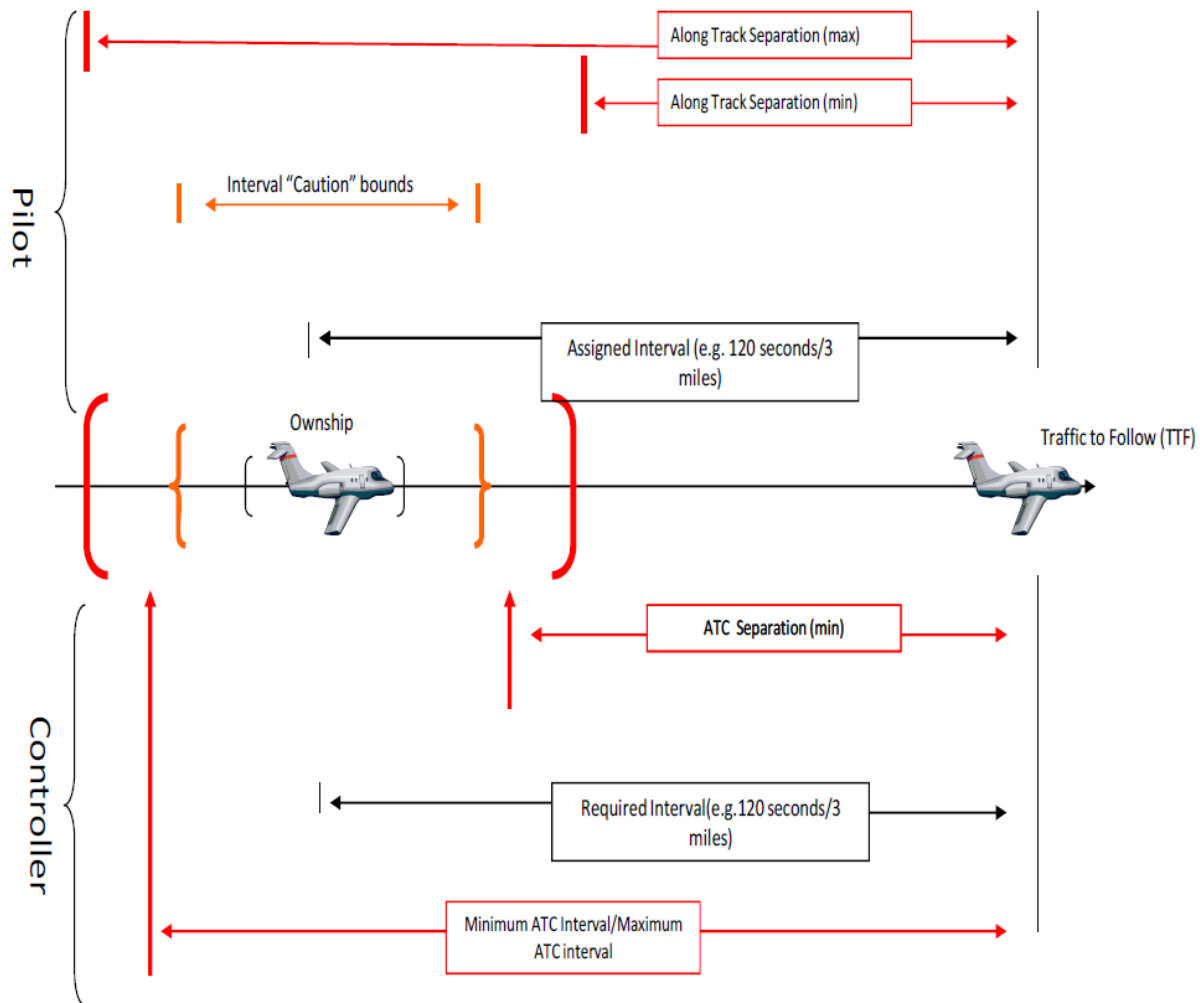 Along Track Separation (max)
Along Track Separation (min)
Interval “Caution” bounds
Pilot
Assigned Interval (e.g. 120 seconds/3
miles)
Ownship
Traffic to Follow (TTF)
ATC Separation (min)
Controller
Required Interval(e.g.120 seconds/3
miles)
Minimum ATC Interval/Maximum
ATC interval